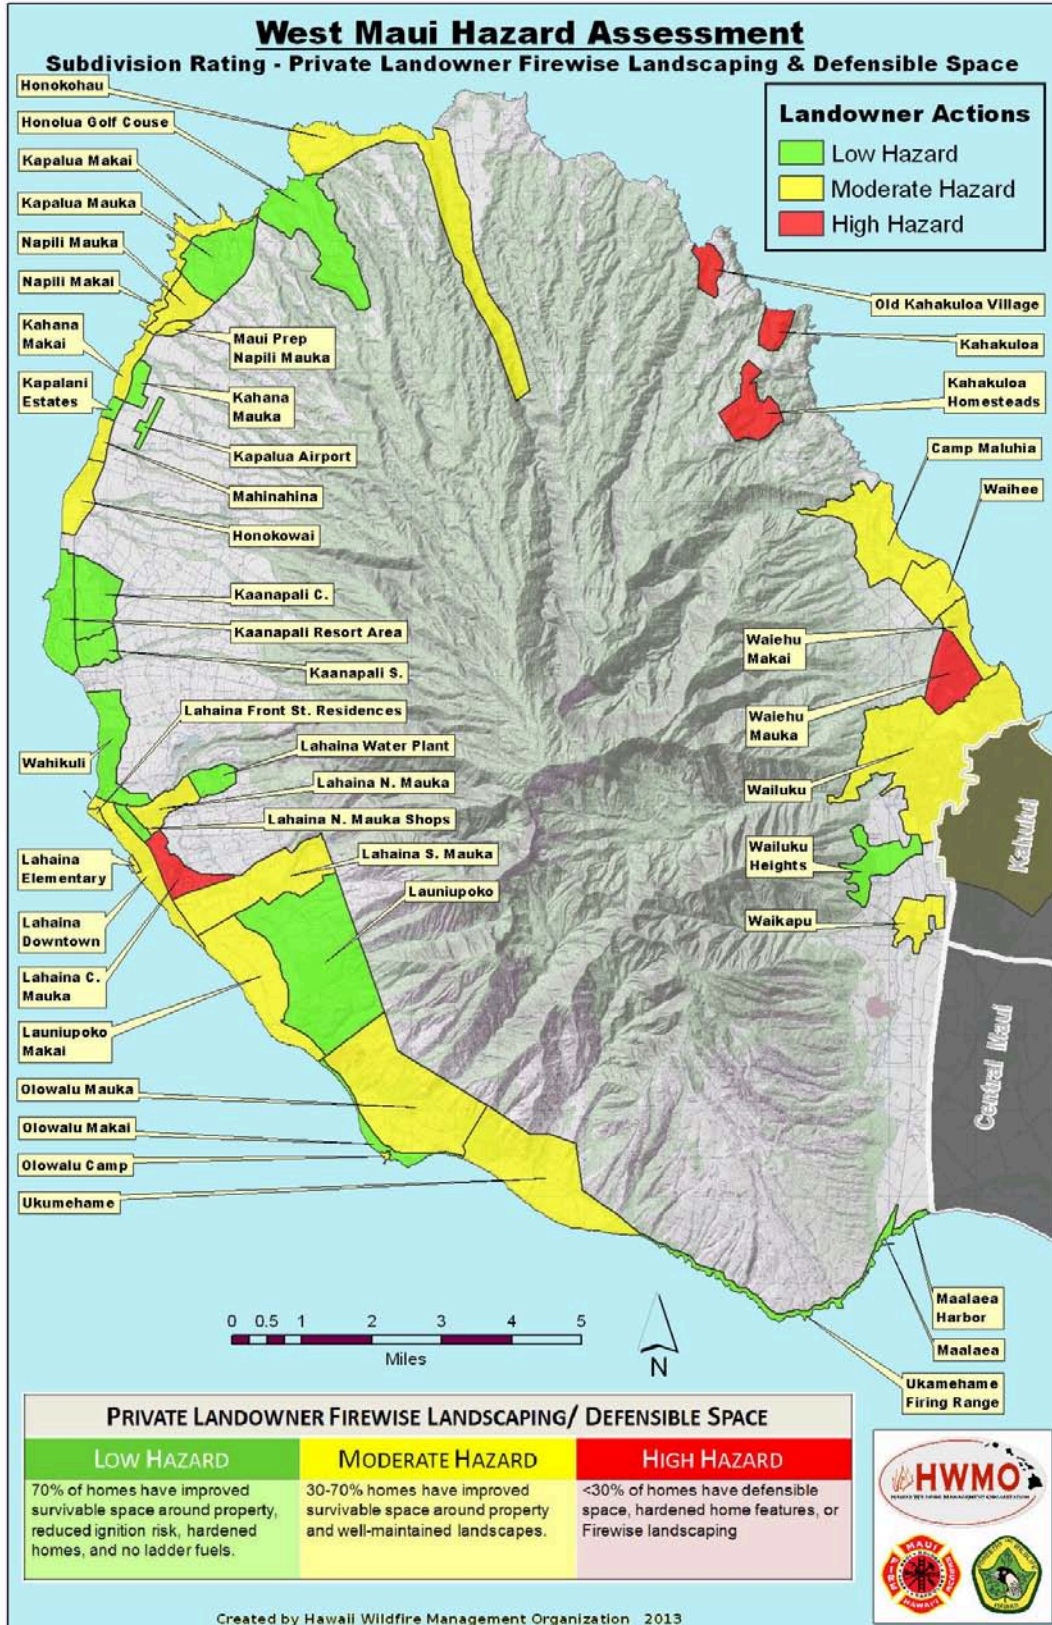 West Maui Hazard Assessment
Subdivision Rating - Private Landowner Firewise Landscaping & Defensible Space
Landowner Actions
Low Hazard
Moderate Hazard
High Hazard
Honokohau
Honolua Golf Couse
Kapalua Makai
Kapalua Mauka
Napili Mauka
Napili Makai
Kahana
Makai
Kapalani
Estates
Maui Prep
Napili Mauka
Kahana
Mauka
Kapalua Airport
Mahinahina
Honokowai
Kaanapali C.
Kaanapali Resort Area
Kaanapali S.
Lahaina Front St. Residences
Wahikuli
Lahaina Water Plant
Lahaina N. Mauka
Lahaina N. Mauka Shops
Lahaina S. Mauka
Launiupoko
Lahaina
Elementary
Lahaina
Downtown
Lahaina C.
Mauka
Launiupoko
Makai
Olowalu Mauka
Olowalu Makai
Olowalu Camp
Ukumehame
Old Kahakuloa Village
Kahakuloa
Kahakuloa
Homesteads
Camp Maluhia
Waihee
Waiehu
Makai
Waiehu
Mauka
Wailuku
Wailuku
Heights
Waikapu
Kahului
Central Maui
Maalaea
Harbor
Maalaea
Ukamehame
Firing Range
0 0.5 1 2 3 4 5
Miles
N
PRIVATE LANDOWNER FIREWISE LANDSCAPING/ DEFENSIBLE SPACE
LOW HAZARD
MODERATE HAZARD
HIGH HAZARD
70% of homes have improved
survivable space around property,
reduced ignition risk, hardened
homes, and no ladder fuels.
30-70% of homes have improved
survivable space around property
and well-maintained landscapes.
<30% of homes have defensible
space, hardened home features, or
Firewise landscaping
HWMO
MAUI
FIRE
HAWAII
Created by Hawaii Wildfire Management Organization 2013